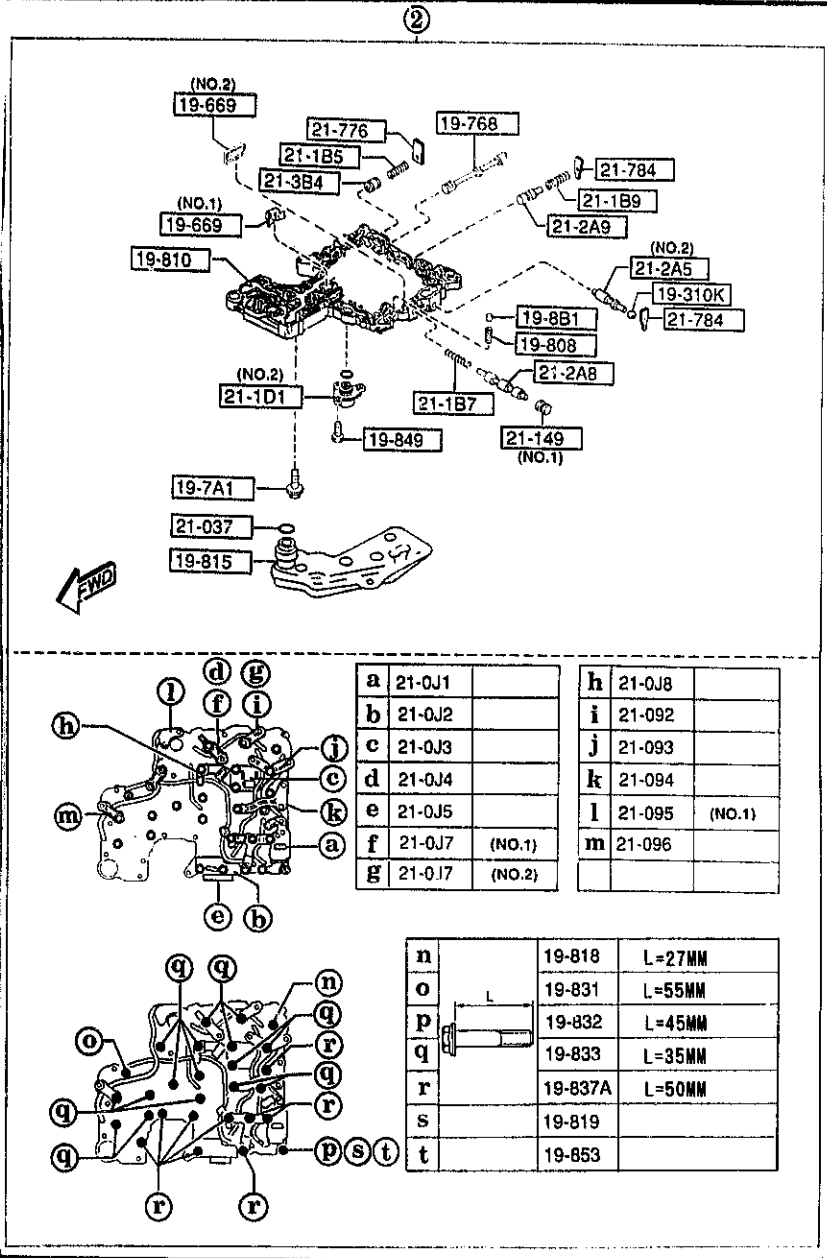 ②
(NO.2)
19-669
21-776
19-768
21-1B5
21-784
21-3B4
21-1B9
(NO.1)
19-669
21-2A9
(NO.2)
19-810
21-2A5
19-310K
19-8B1
21-784
19-808
(NO.2)
21-2A8
21-1D1
21-1B7
19-849
21-149
(NO.1)
19-7A1
21-037
19-815
FWD
d g
l f i
h
j
c
k
m
a
e b
a 21-0J1
b 21-0J2
c 21-0J3
d 21-0J4
e 21-0J5
f 21-0J7 (NO.1)
g 21-0J7 (NO.2)
h 21-0J8
i 21-092
j 21-093
k 21-094
l 21-095 (NO.1)
m 21-096
q q n
q
o r
q
q r
q p s t
r r
L
n 19-818 L=27MM
o 19-831 L=55MM
p 19-832 L=45MM
q 19-833 L=35MM
r 19-837A L=50MM
s 19-819
t 19-853